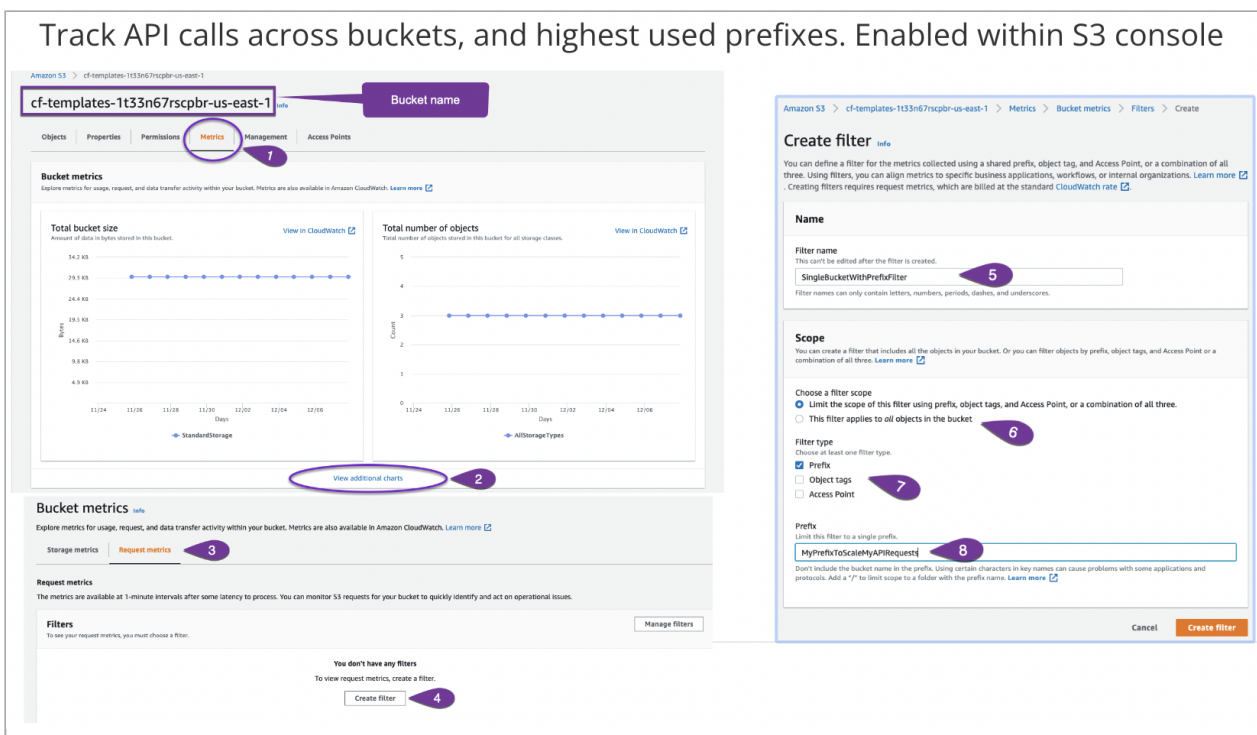 Track API calls across buckets, and highest used prefixes. Enabled within S3 console
Amazon S3 > cf-templates-1t33n67rscpbr-us-east-1
cf-templates-1t33n67rscpbr-us-east-1 Info
Bucket name
Objects Properties Permissions Metrics Management Access Points
1
Bucket metrics
Explore metrics for usage, request, and data transfer activity within your bucket. Metrics are also available in Amazon CloudWatch. Learn more
Total bucket size
View in CloudWatch
Amount of data in bytes stored in this bucket.
34.2 KB
29.3 KB
24.4 KB
19.5 KB
14.6 KB
9.8 KB
4.9 KB
Bytes
11/24 11/26 11/28 11/30 12/02 12/04 12/06
Days
StandardStorage
Total number of objects
View in CloudWatch
Total number of objects stored in this bucket for all storage classes.
5
4
3
2
1
0
Count
11/24 11/26 11/28 11/30 12/02 12/04 12/06
Days
AllStorageTypes
View additional charts
2
Bucket metrics Info
Explore metrics for usage, request, and data transfer activity within your bucket. Metrics are also available in Amazon CloudWatch. Learn more
Storage metrics Request metrics
3
Request metrics
The metrics are available at 1-minute intervals after some latency to process. You can monitor S3 requests for your bucket to quickly identify and act on operational issues.
Filters
To see your request metrics, you must choose a filter.
Manage filters
You don't have any filters
To view request metrics, create a filter.
Create filter
4
Amazon S3 > cf-templates-1t33n67rscpbr-us-east-1 > Metrics > Bucket metrics > Filters > Create
Create filter Info
You can define a filter for the metrics collected using a shared prefix, object tag, and Access Point, or a combination of all
three. Using filters, you can align metrics to specific business applications, workflows, or internal organizations. Learn more
. Creating filters requires request metrics, which are billed at the standard CloudWatch rate .
Name
Filter name
This can't be edited after the filter is created.
SingleBucketWithPrefixFilter
5
Filter names can only contain letters, numbers, periods, dashes, and underscores.
Scope
You can create a filter that includes all the objects in your bucket. Or you can filter objects by prefix, object tags, and Access Point or a
combination of all three. Learn more
Choose a filter scope
Limit the scope of this filter using prefix, object tags, and Access Point, or a combination of all three.
This filter applies to all objects in the bucket
6
Filter type
Choose at least one filter type.
Prefix
Object tags
7
Access Point
Prefix
Limit this filter to a single prefix.
MyPrefixToScaleMyAPIRequests
8
Don't include the bucket name in the prefix. Using certain characters in key names can cause problems with some applications and
protocols. Add a "/" to limit scope to a folder with the prefix name. Learn more
Cancel Create filter